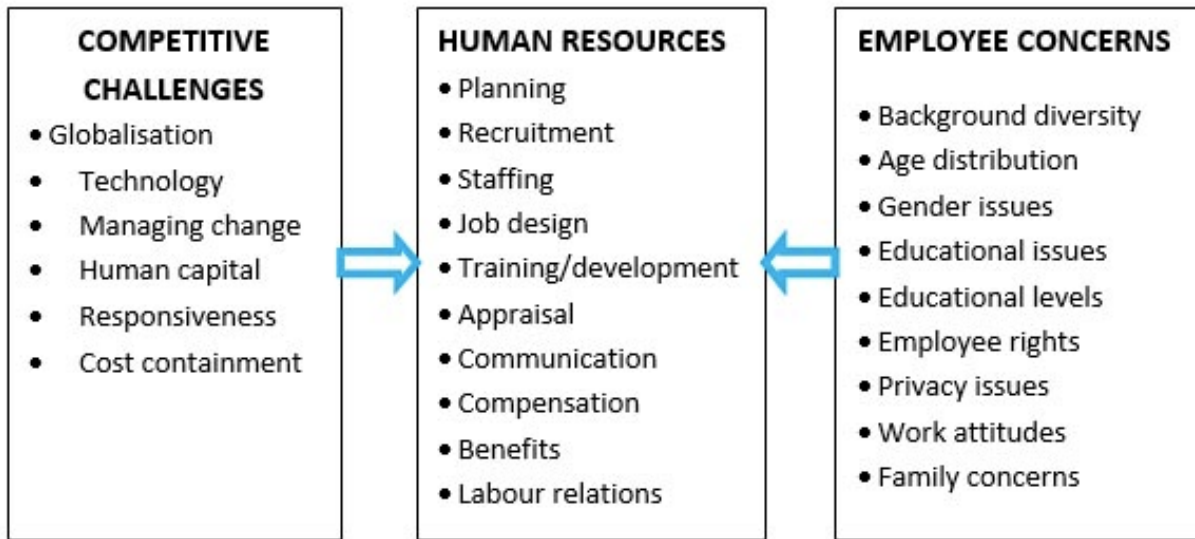 COMPETITIVE
CHALLENGES
• Globalisation
• Technology
• Managing change
• Human capital
• Responsiveness
• Cost containment
HUMAN RESOURCES
• Planning
• Recruitment
• Staffing
• Job design
• Training/development
• Appraisal
• Communication
• Compensation
• Benefits
• Labour relations
EMPLOYEE CONCERNS
• Background diversity
• Age distribution
• Gender issues
• Educational issues
• Educational levels
• Employee rights
• Privacy issues
• Work attitudes
• Family concerns